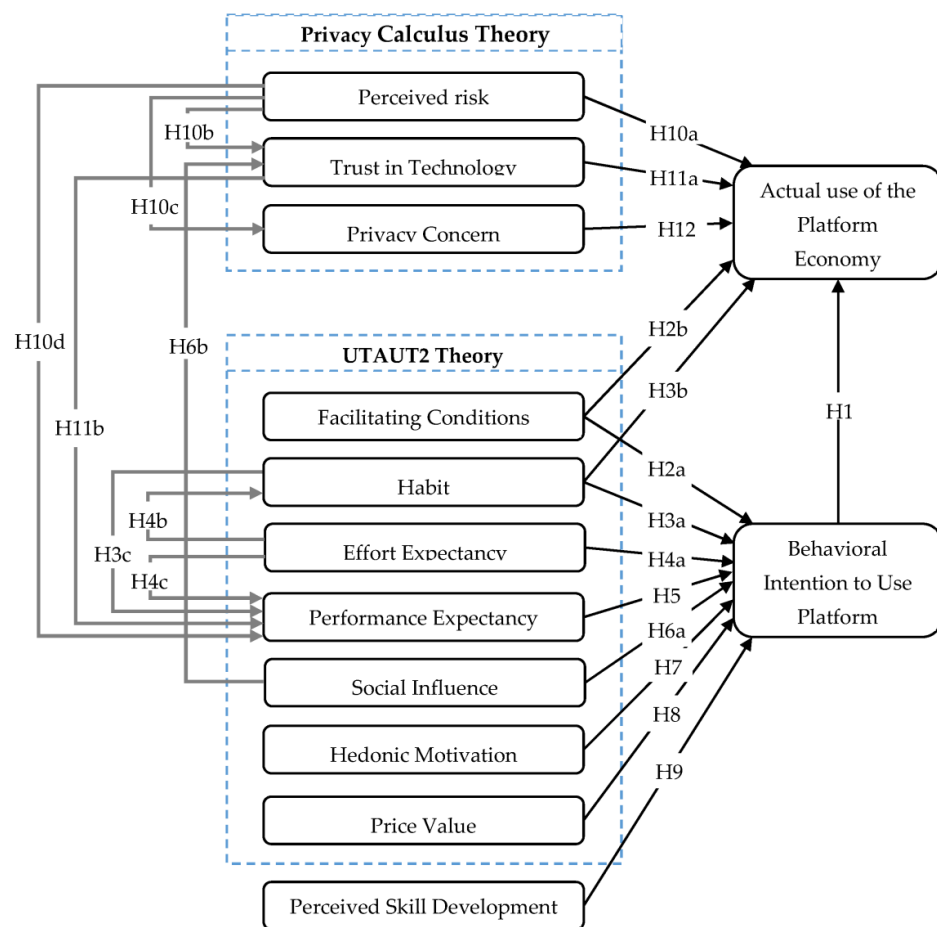 Privacy Calculus Theory
Perceived risk
H10a
H10b
Trust in Technology
H11a
H10c
Privacy Concern
H12
Actual use of the
Platform
Economy
H10d
H6b
H11b
UTAUT2 Theory
H2b
H3b
H1
Facilitating Conditions
H2a
Habit
H3a
H4b
H3c
Effort Expectancy
H4a
H4c
Performance Expectancy
H5
Behavioral
Intention to Use
Platform
Social Influence
H6a
Hedonic Motivation
H7
Price Value
H8
H9
Perceived Skill Development